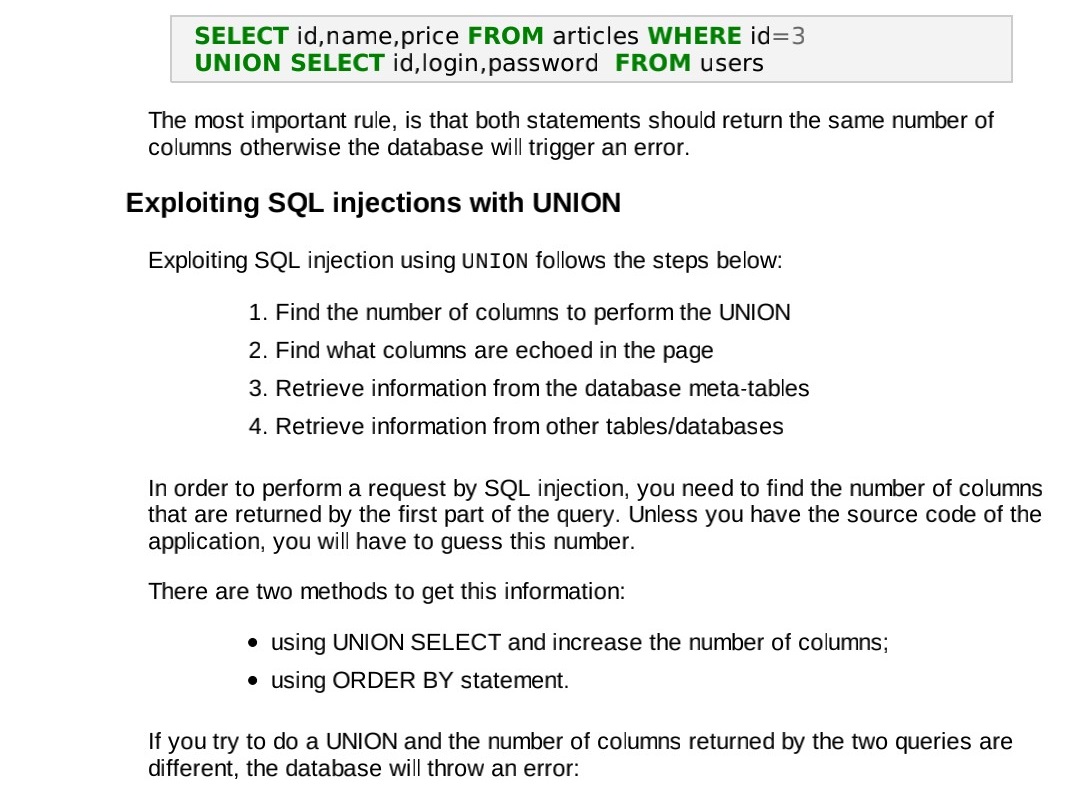 SELECT id,name,price FROM articles WHERE id=3
UNION SELECT id,login,password  FROM users
The most important rule, is that both statements should return the same number of
columns otherwise the database will trigger an error.
Exploiting SQL injections with UNION
Exploiting SQL injection using UNION follows the steps below:
1. Find the number of columns to perform the UNION
2. Find what columns are echoed in the page
3. Retrieve information from the database meta-tables
4. Retrieve information from other tables/databases
In order to perform a request by SQL injection, you need to find the number of columns
that are returned by the first part of the query. Unless you have the source code of the
application, you will have to guess this number.
There are two methods to get this information:
• using UNION SELECT and increase the number of columns;
• using ORDER BY statement.
If you try to do a UNION and the number of columns returned by the two queries are
different, the database will throw an error: